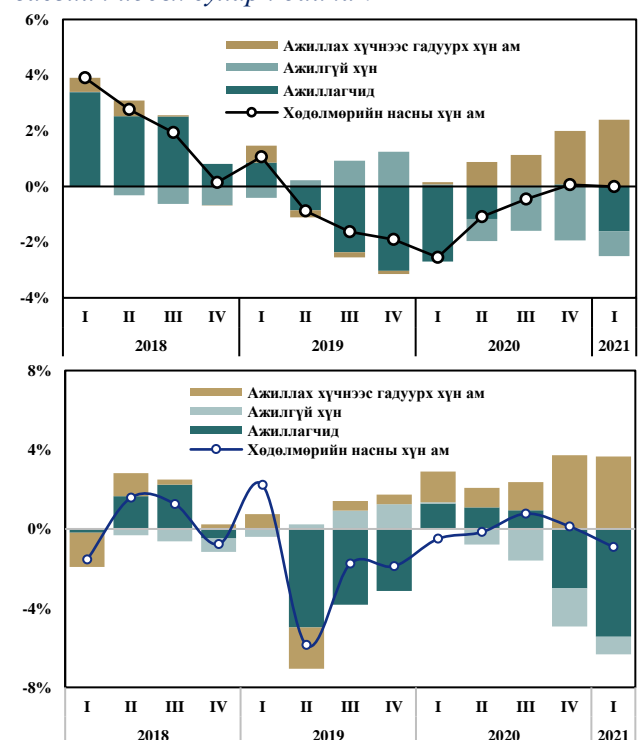 6%
Ажиллах хүчнээс гадуурх хүн ам
Ажилгүй хүн
Ажиллагчид
Хөдөлмөрийн насны хүн ам
4%
2%
0%
-2%
-4%
I II III IV I II III IV I II III IV I
2018 2019 2020 2021
8%
Ажиллах хүчнээс гадуурх хүн ам
Ажилгүй хүн
Ажиллагчид
Хөдөлмөрийн насны хүн ам
4%
0%
-4%
-8%
I II III IV I II III IV I II III IV I
2018 2019 2020 2021